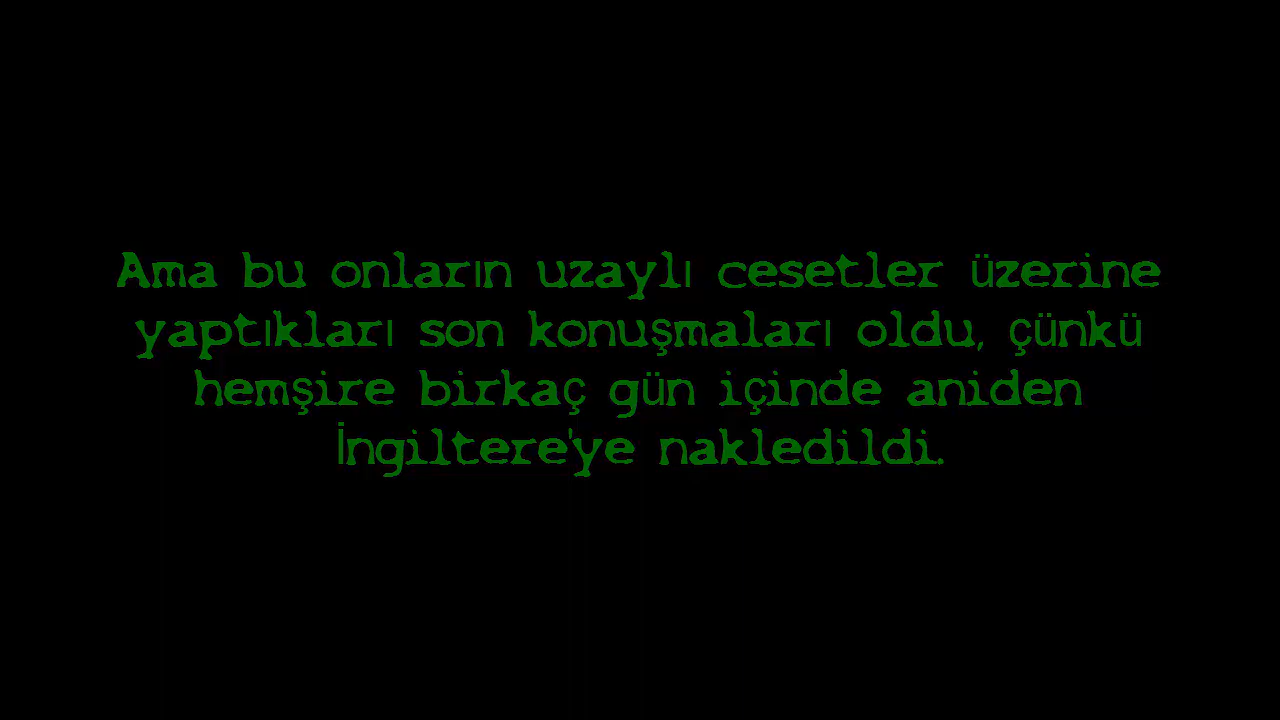 Ama bu onların uzaylı cesetler üzerine
yaptıkları son konuşmaları oldu, çünkü
hemşire birkaç gün içinde aniden
İngiltere'ye nakledildi.